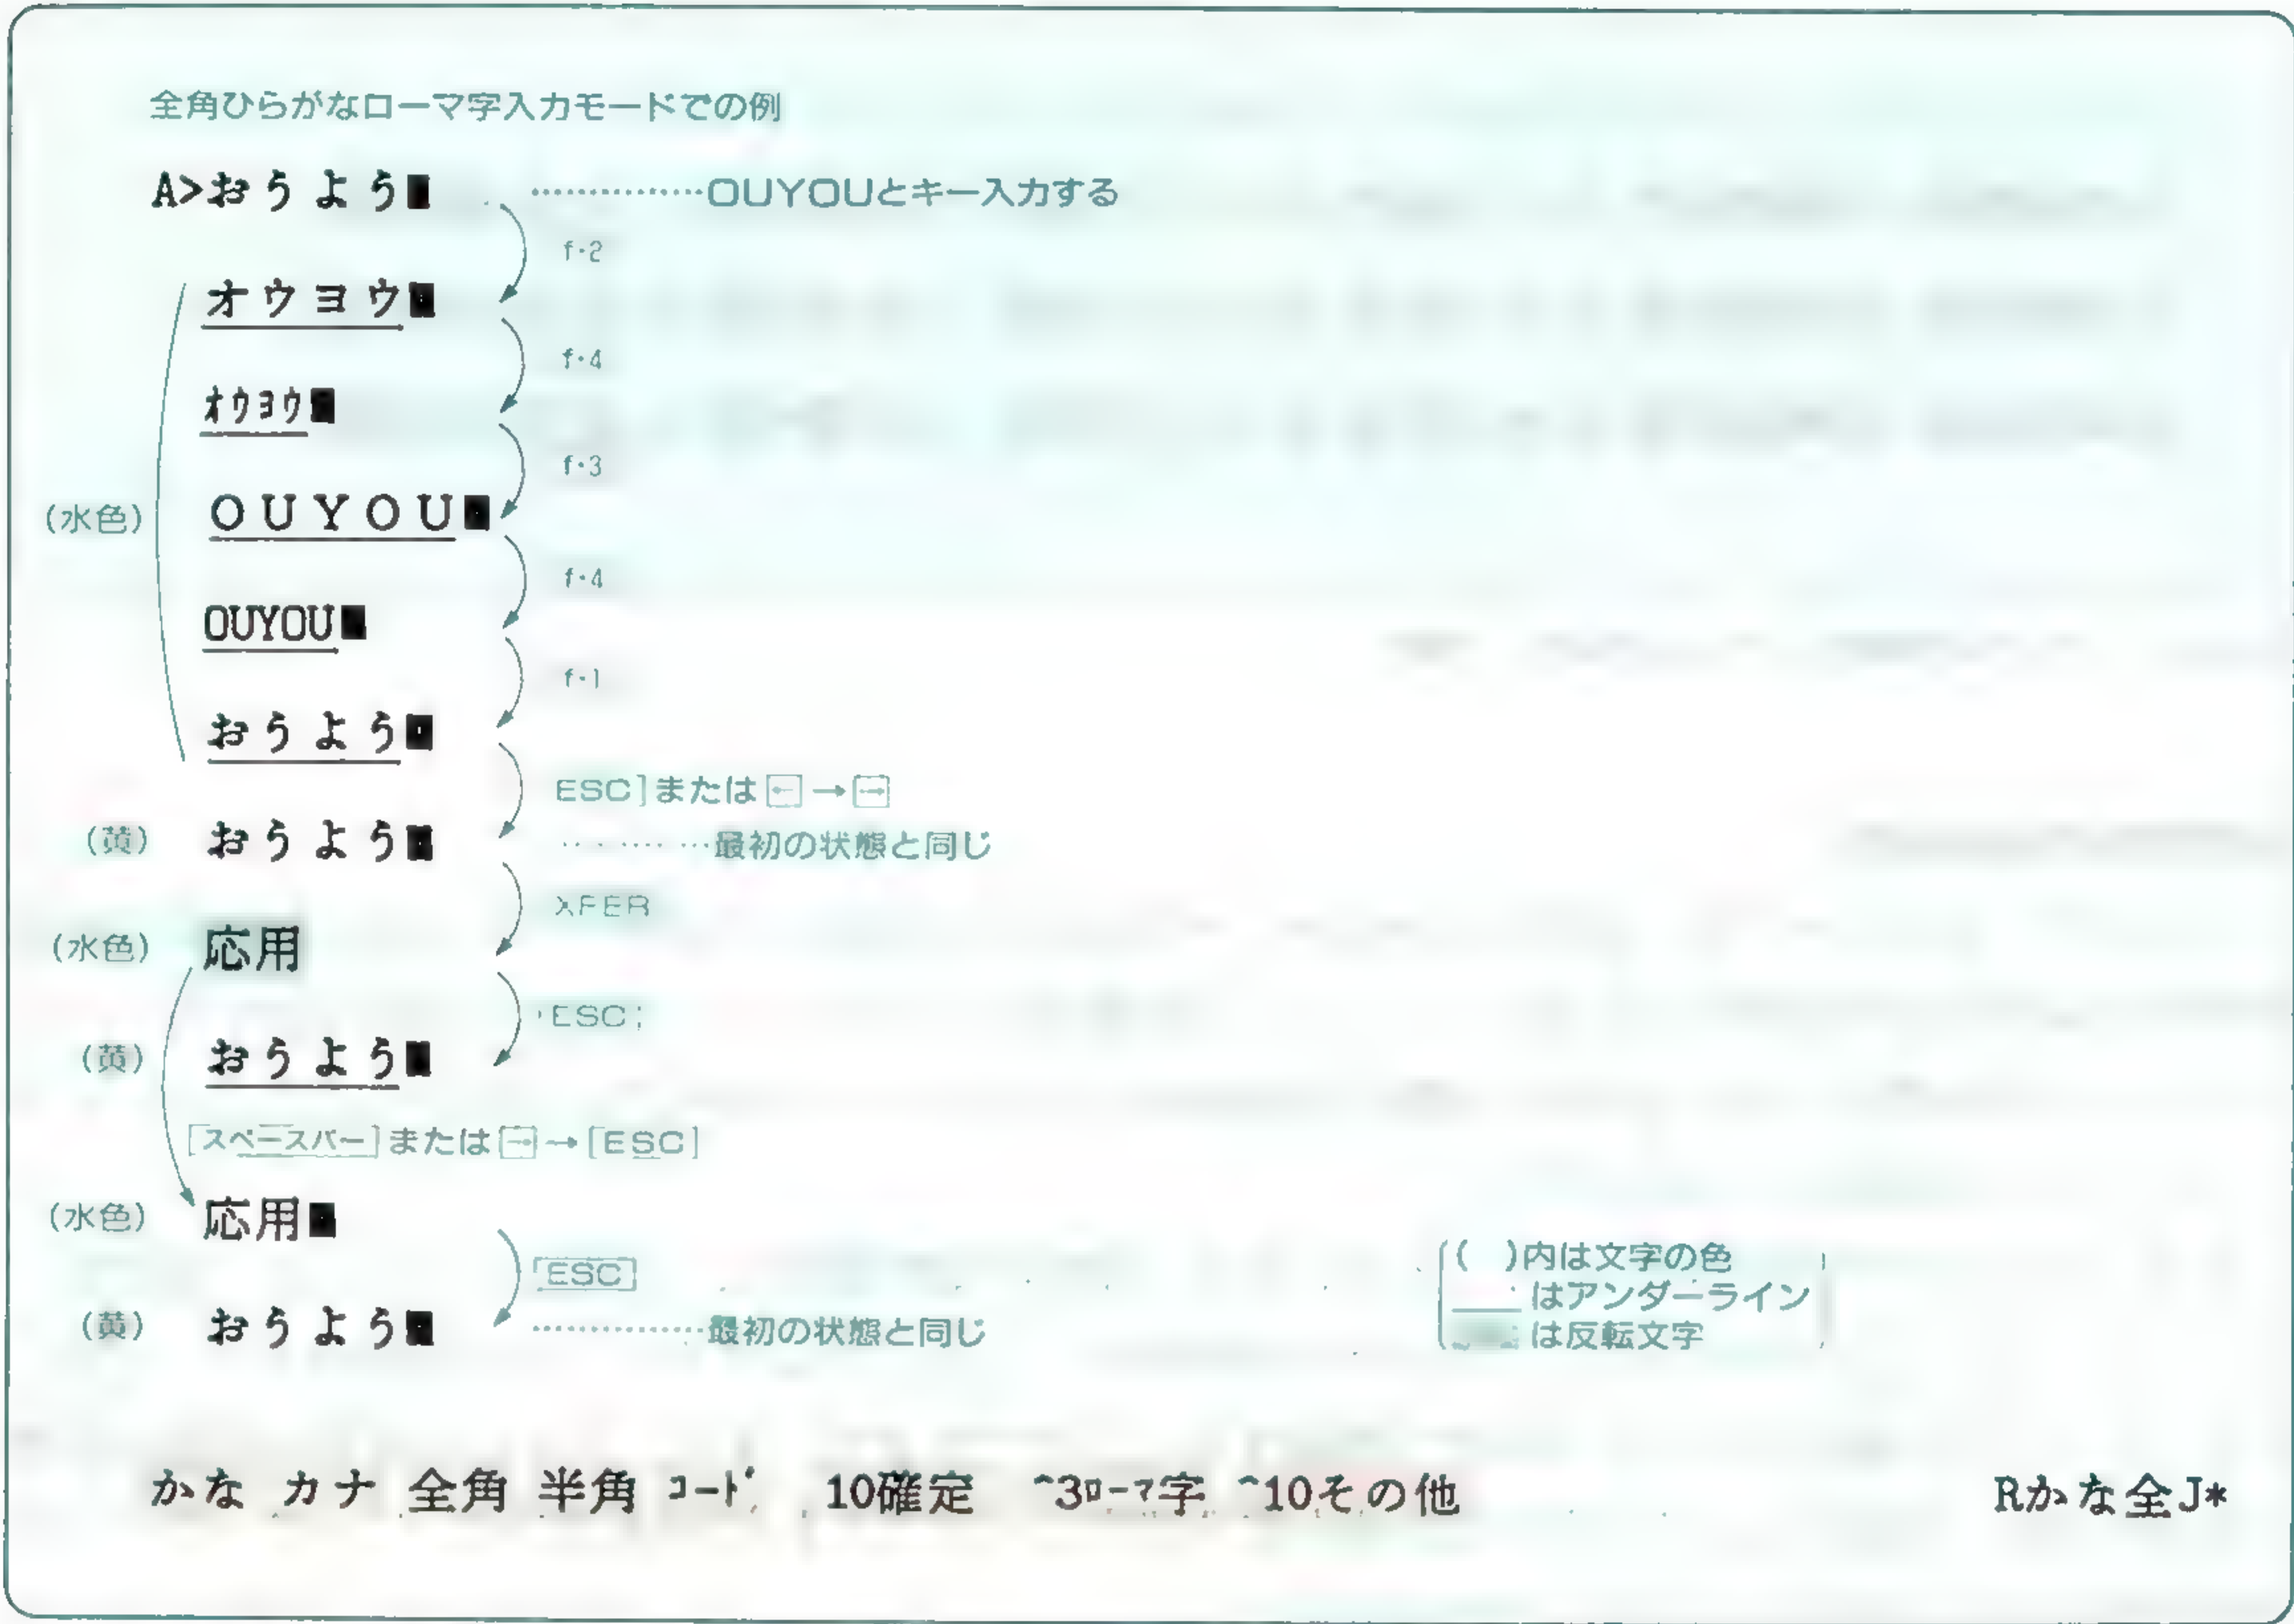 全角ひらがなローマ字入力モードでの例
A>おうよう■ ……………OUYOUとキー入力する
f・2
オウヨウ■
f・4
ｵｳﾖｳ■
f・3
(水色) ＯＵＹＯＵ■
f・4
OUYOU■
f・1
おうよう■
ESC]または[←]→[→]
(黄) おうよう■ …………最初の状態と同じ
XFER
(水色) 応用
[ESC]
(黄) おうよう■
[スペースバー]または[→]→[ESC]
(水色) 応用■
[ESC]
(黄) おうよう■ ……………最初の状態と同じ
( )内は文字の色
はアンダーライン
は反転文字
かな カナ 全角 半角 ｺｰﾄﾞ 10確定 ^3ﾛｰﾏ字 ^10その他 Rかな全J*